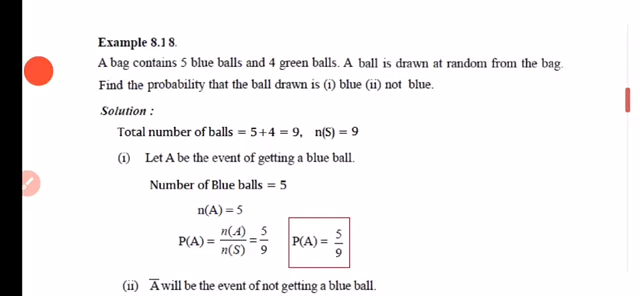 Example 8.18.
A bag contains 5 blue balls and 4 green balls. A ball is drawn at random from the bag.
Find the probability that the ball drawn is (i) blue (ii) not blue.
Solution :
Total number of balls = 5+4 = 9, n(S) = 9
(i) Let A be the event of getting a blue ball.
Number of Blue balls = 5
n(A) = 5
P(A) = n(A)/n(S) = 5/9 P(A) = 5/9
(ii) A̅ will be the event of not getting a blue ball.